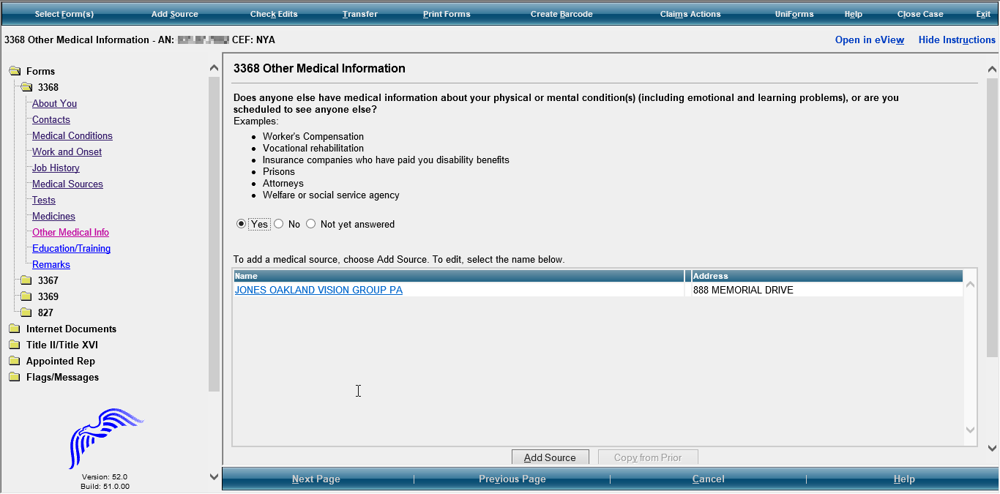 Select Form(s) Add Source Check Edits Transfer Print Forms Create Barcode Claims Actions UniForms Help Close Case Exit
3368 Other Medical Information - AN: CEF: NYA Open in eView Hide Instructions
Forms
3368
About You
Contacts
Medical Conditions
Work and Onset
Job History
Medical Sources
Tests
Medicines
Other Medical Info
Education/Training
Remarks
3367
3369
827
Internet Documents
Title II/Title XVI
Appointed Rep
Flags/Messages
Version: 52.0
Build: 51.0.00
3368 Other Medical Information
Does anyone else have medical information about your physical or mental condition(s) (including emotional and learning problems), or are you
scheduled to see anyone else?
Examples:
Worker's Compensation
Vocational rehabilitation
Insurance companies who have paid you disability benefits
Prisons
Attorneys
Welfare or social service agency
Yes No Not yet answered
To add a medical source, choose Add Source. To edit, select the name below.
Name Address
JONES OAKLAND VISION GROUP PA 888 MEMORIAL DRIVE
Add Source Copy from Prior
Next Page Previous Page Cancel Help